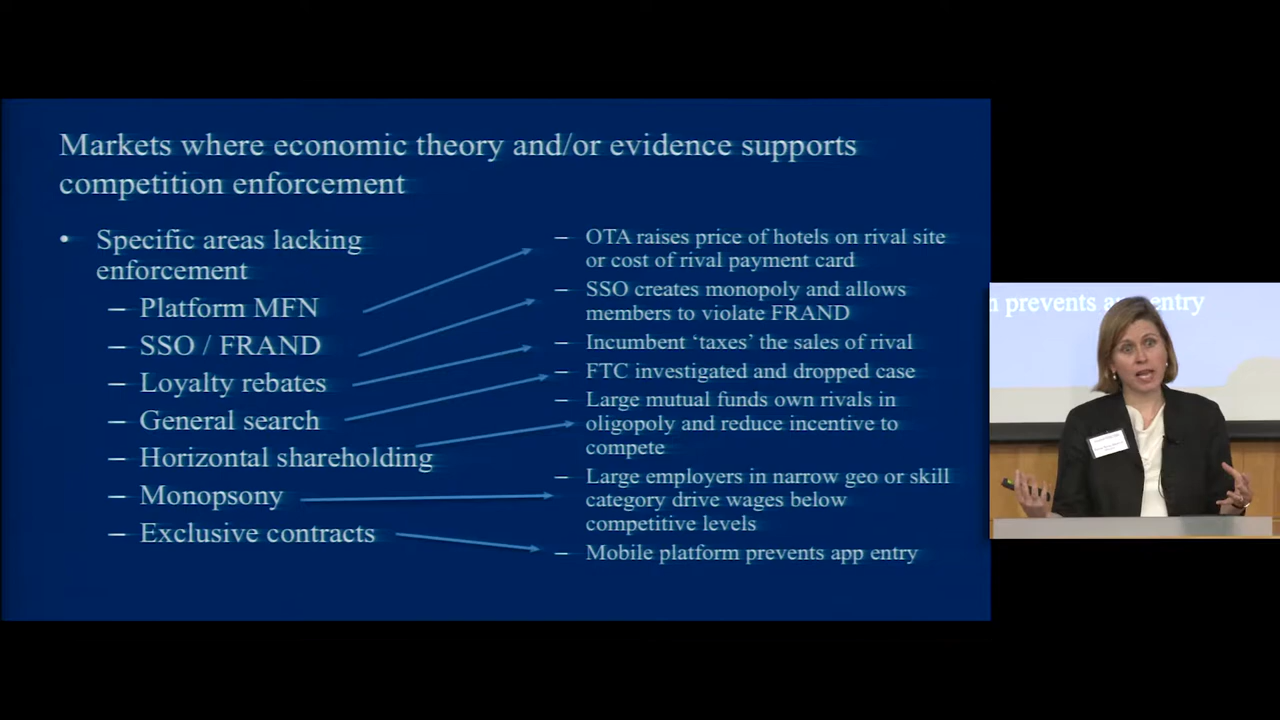 Markets where economic theory and/or evidence supports
competition enforcement
• Specific areas lacking
enforcement
– Platform MFN
– SSO / FRAND
– Loyalty rebates
– General search
– Horizontal shareholding
– Monopsony
– Exclusive contracts
– OTA raises price of hotels on rival site
or cost of rival payment card
– SSO creates monopoly and allows
members to violate FRAND
– Incumbent ‘taxes’ the sales of rival
– FTC investigated and dropped case
– Large mutual funds own rivals in
oligopoly and reduce incentive to
compete
– Large employers in narrow geo or skill
category drive wages below
competitive levels
– Mobile platform prevents app entry
prevents entry